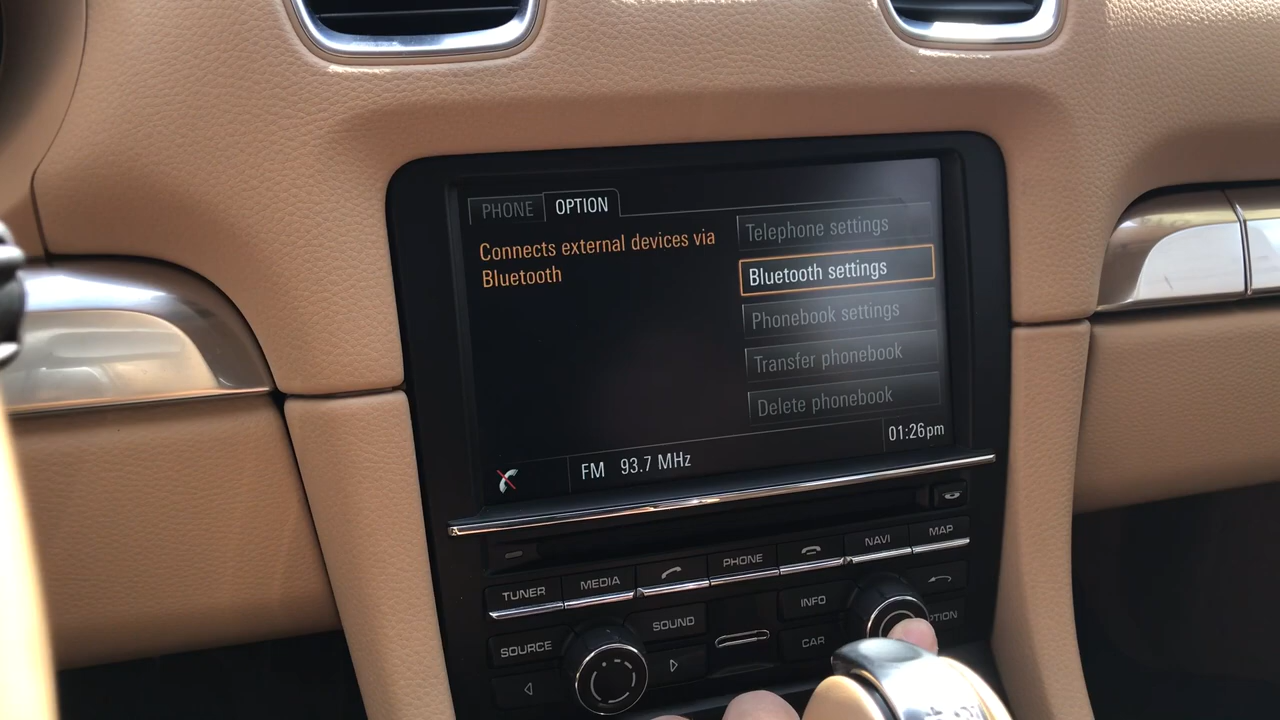 PHONE OPTION
Connects external devices via
Bluetooth
Telephone settings
Bluetooth settings
Phonebook settings
Transfer phonebook
Delete phonebook
FM 93.7 MHz
01:26pm
TUNER MEDIA PHONE NAVI MAP
SOURCE SOUND INFO
CAR